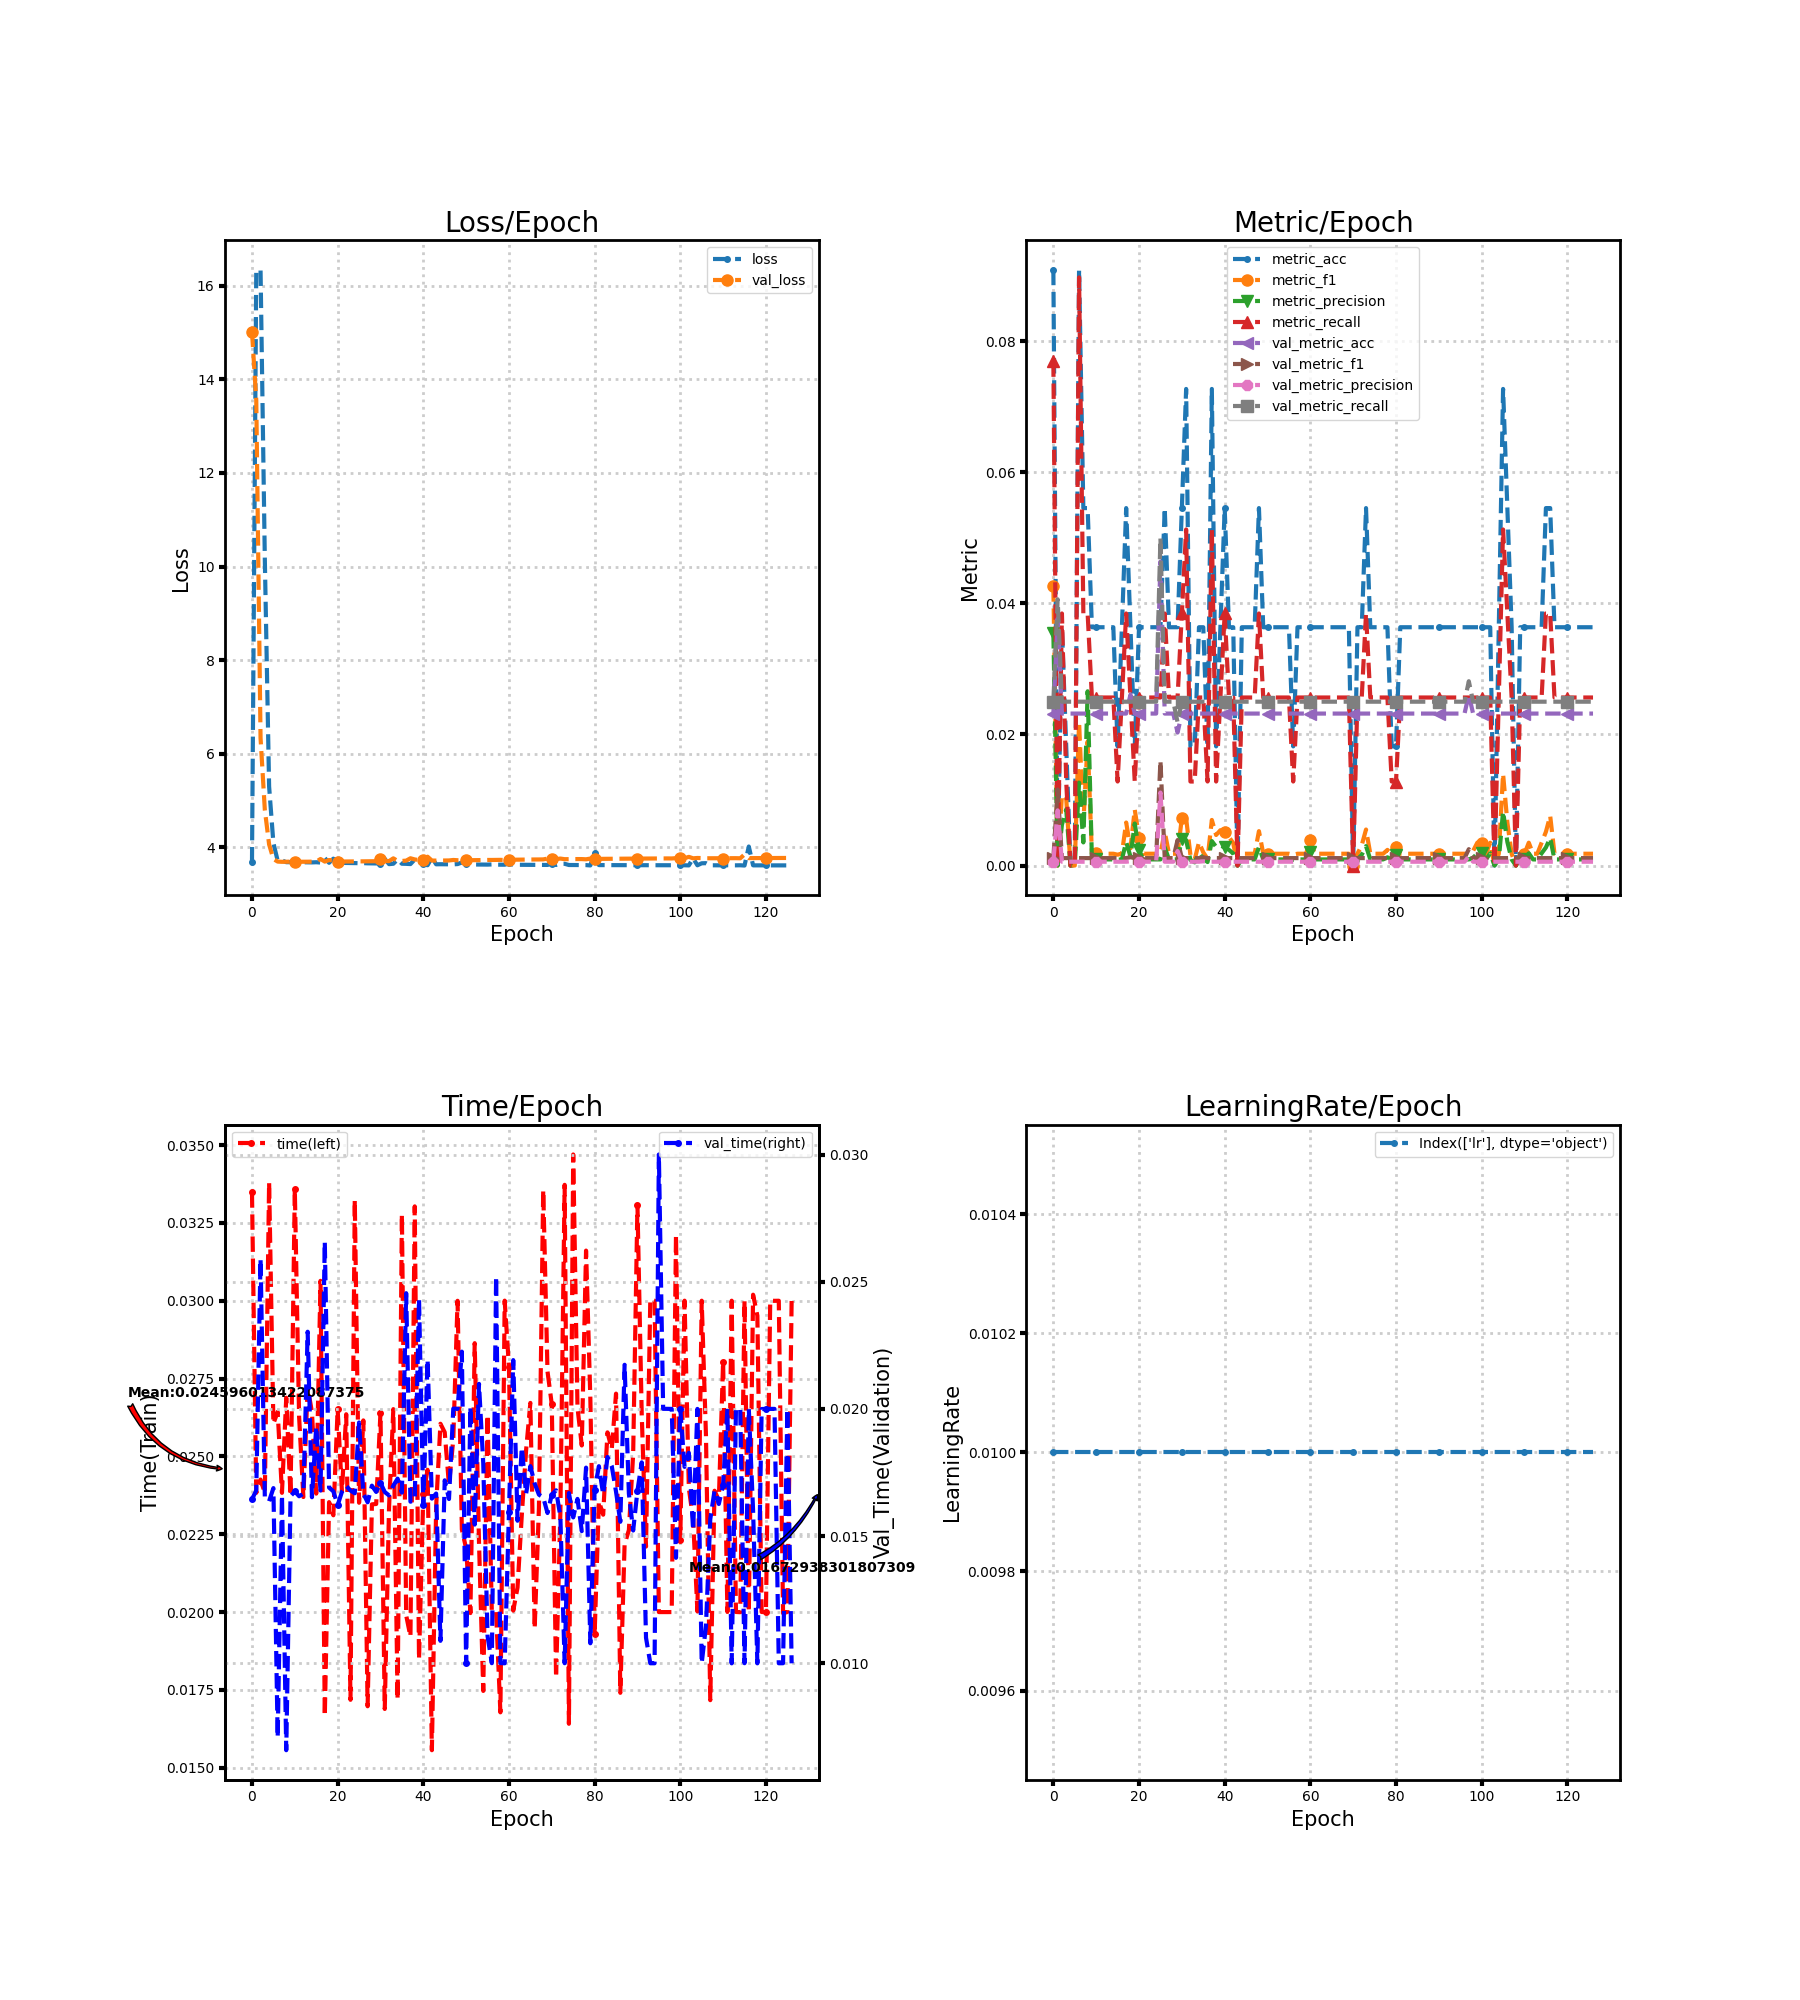 Loss/Epoch
loss
val_loss
16
14
12
10
8
6
4
Loss
0 20 40 60 80 100 120
Epoch
Metric/Epoch
metric_acc
metric_f1
metric_precision
metric_recall
val_metric_acc
val_metric_f1
val_metric_precision
val_metric_recall
0.08
0.06
0.04
0.02
0.00
Metric
0 20 40 60 80 100 120
Epoch
Time/Epoch
time(left)
val_time(right)
0.0350
0.0325
0.0300
0.0275
0.0250
0.0225
0.0200
0.0175
0.0150
Time(Train)
0.030
0.025
0.020
0.015
0.010
Val_Time(Validation)
Mean:0.01672938301807309
0 20 40 60 80 100 120
Epoch
LearningRate/Epoch
Index(['lr'], dtype='object')
0.0104
0.0102
0.0100
0.0098
0.0096
LearningRate
0 20 40 60 80 100 120
Epoch